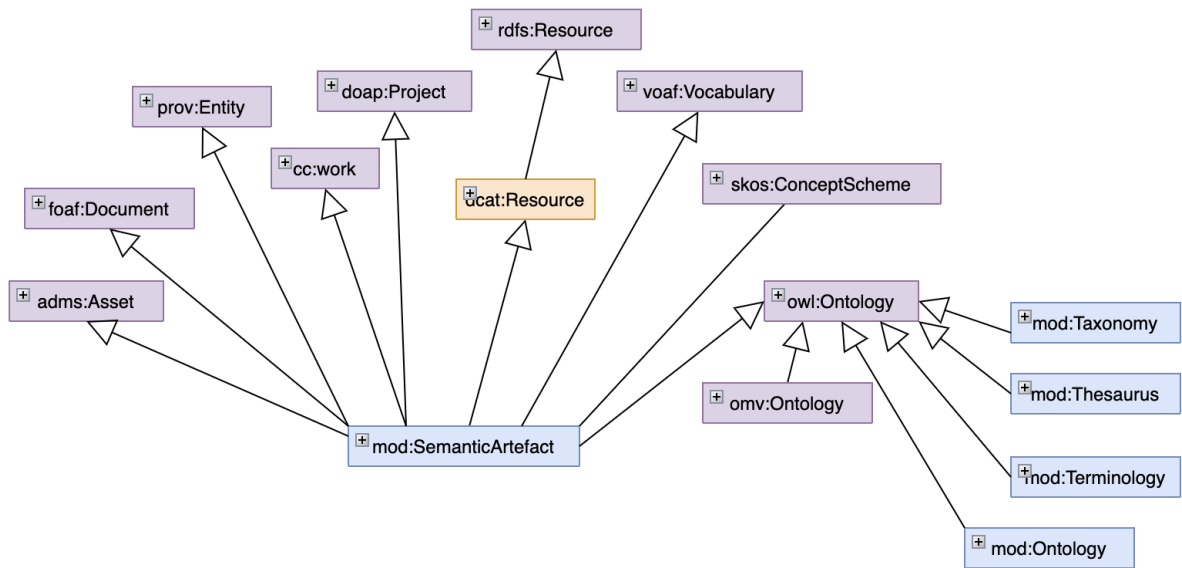 rdfs:Resource
doap:Project
voaf:Vocabulary
prov:Entity
cc:work
skos:ConceptScheme
dcat:Resource
foaf:Document
adms:Asset
owl:Ontology
mod:Taxonomy
mod:Thesaurus
omv:Ontology
mod:SemanticArtefact
mod:Terminology
mod:Ontology